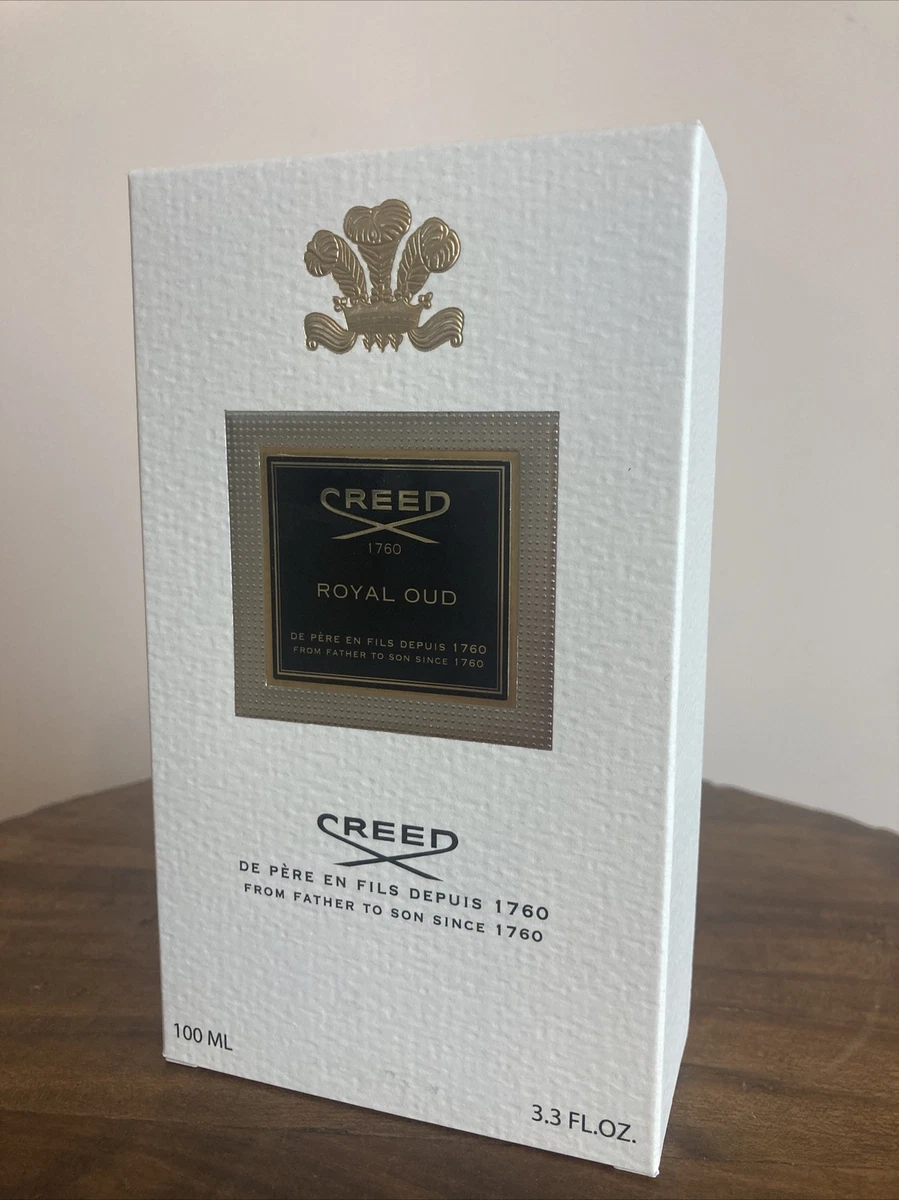 CREED
1760
ROYAL OUD
DE PÈRE EN FILS DEPUIS 1760
FROM FATHER TO SON SINCE 1760
CREED
DE PÈRE EN FILS DEPUIS 1760
FROM FATHER TO SON SINCE 1760
100 ML
3.3 FL.OZ.